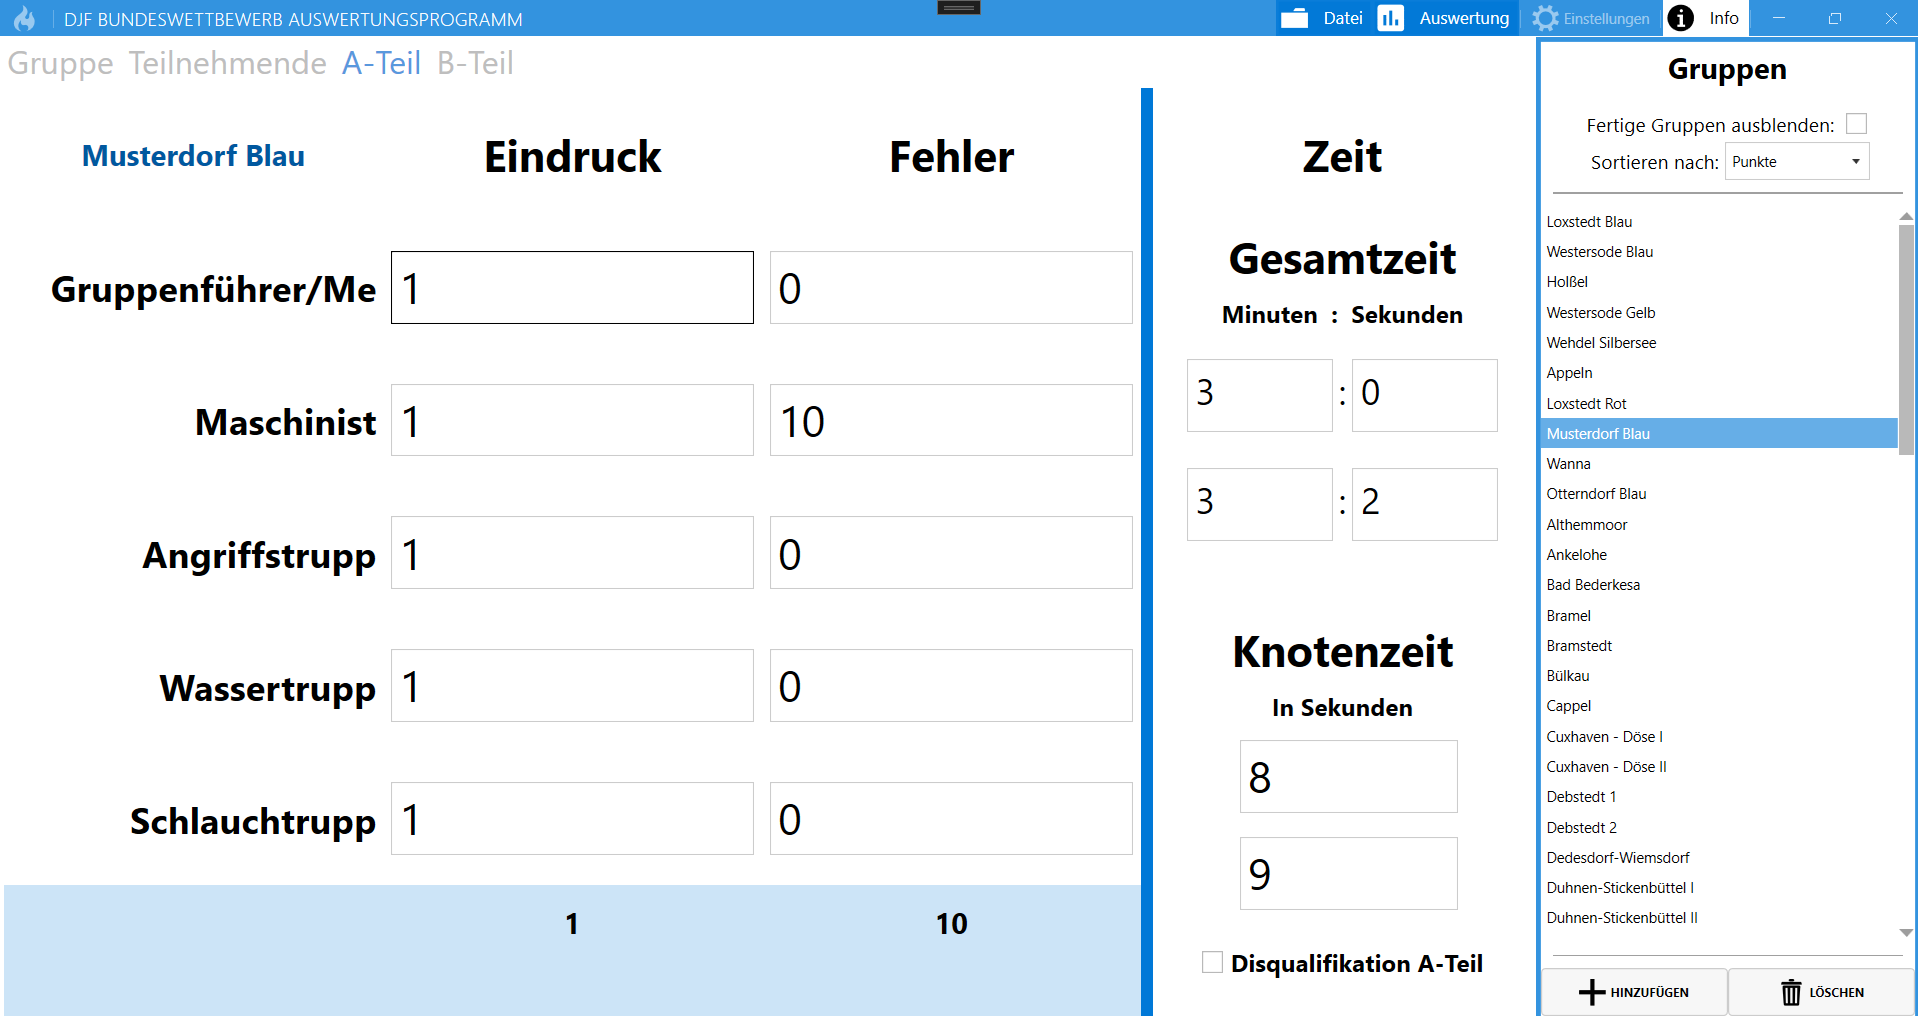 DJF BUNDESWETTBEWERB AUSWERTUNGSPROGRAMM
Datei
Auswertung
Einstellungen
Info
Gruppe Teilnehmende A-Teil B-Teil
Musterdorf Blau
Eindruck
Fehler
Gruppenführer/Me
1
0
Maschinist
1
10
Angriffstrupp
1
0
Wassertrupp
1
0
Schlauchtrupp
1
0
1
10
Zeit
Gesamtzeit
Minuten : Sekunden
3 : 0
3 : 2
Knotenzeit
In Sekunden
8
9
Disqualifikation A-Teil
Gruppen
Fertige Gruppen ausblenden:
Sortieren nach: Punkte
Loxstedt Blau
Westersode Blau
Holßel
Westersode Gelb
Wehdel Silbersee
Appeln
Loxstedt Rot
Musterdorf Blau
Wanna
Otterndorf Blau
Althemmoor
Ankelohe
Bad Bederkesa
Bramel
Bramstedt
Bülkau
Cappel
Cuxhaven - Döse I
Cuxhaven - Döse II
Debstedt 1
Debstedt 2
Dedesdorf-Wiemsdorf
Duhnen-Stickenbüttel I
Duhnen-Stickenbüttel II
HINZUFÜGEN
LÖSCHEN